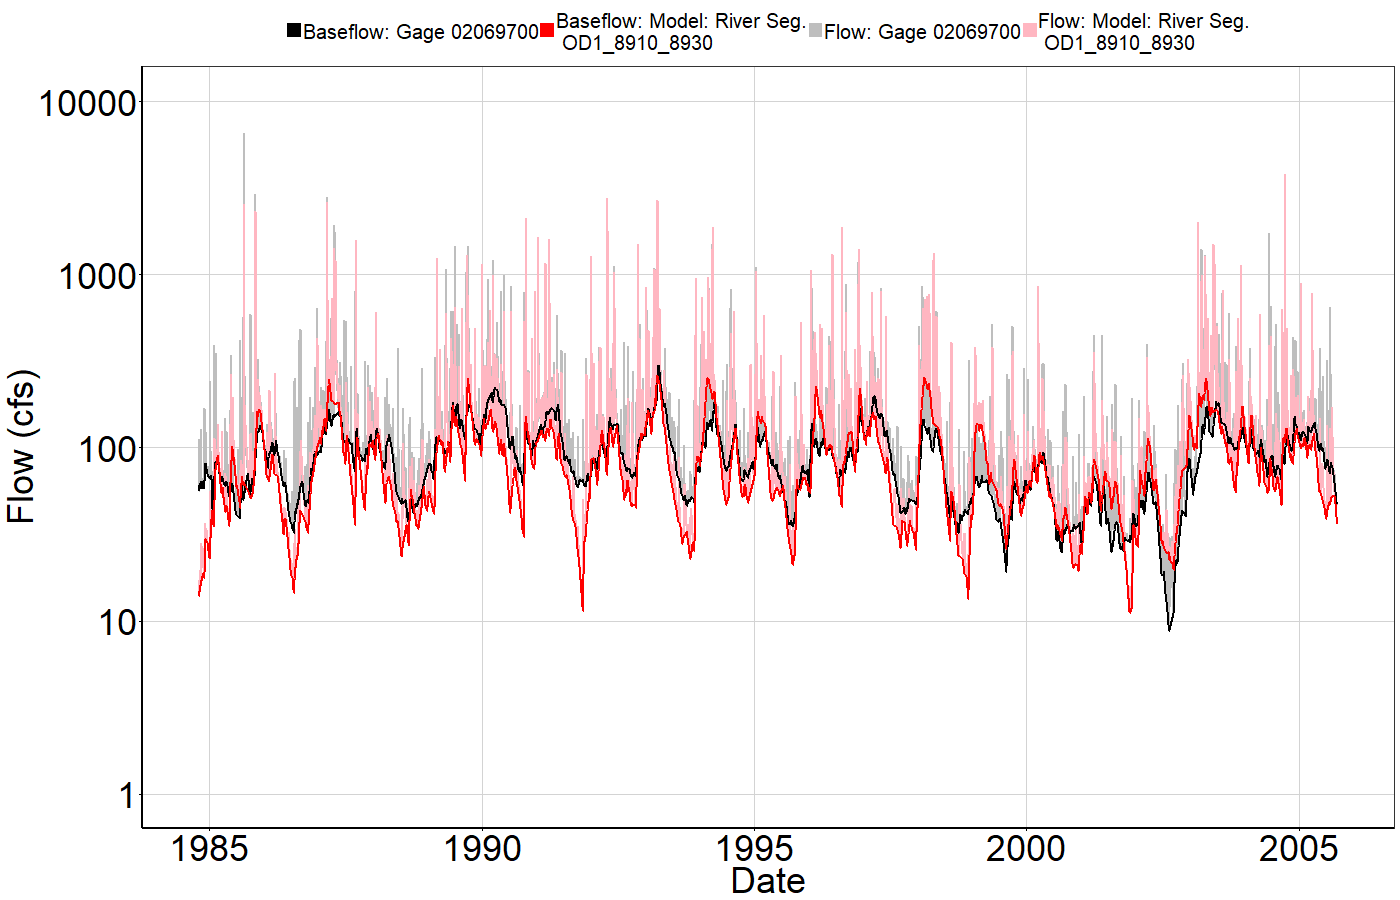 Baseflow: Gage 02069700
Baseflow: Model: River Seg.
OD1_8910_8930
Flow: Gage 02069700
Flow: Model: River Seg.
OD1_8910_8930
Flow (cfs)
10000
1000
100
10
1
1985
1990
1995
2000
2005
Date